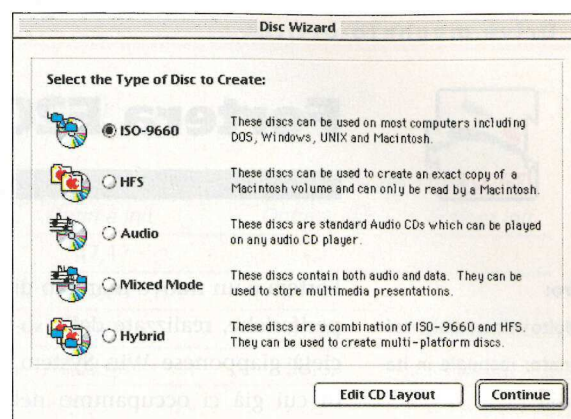 Disc Wizard
Select the Type of Disc to Create:
ISO-9660
These discs can be used on most computers including
DOS, Windows, UNIX and Macintosh.
HFS
These discs can be used to create an exact copy of a
Macintosh volume and can only be read by a Macintosh.
Audio
These discs are standard Audio CDs which can be played
on any audio CD player.
Mixed Mode
These discs contain both audio and data. They can be
used to store multimedia presentations.
Hybrid
These discs are a combination of ISO-9660 and HFS.
They can be used to create multi-platform discs.
Edit CD Layout
Continue